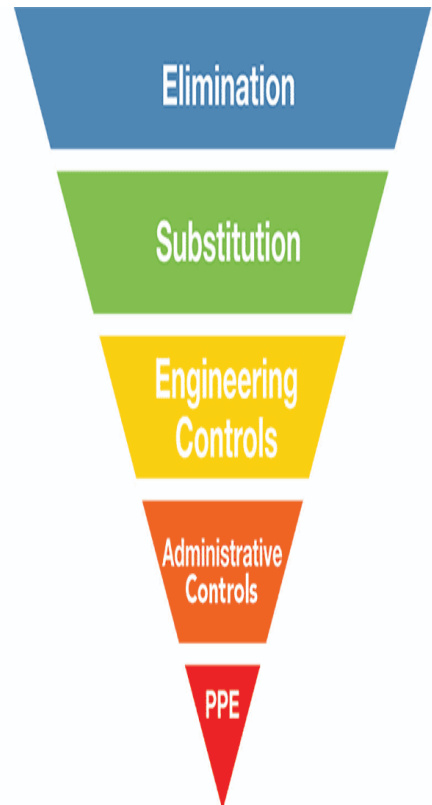 Elimination
Substitution
Engineering
Controls
Administrative
Controls
PPE